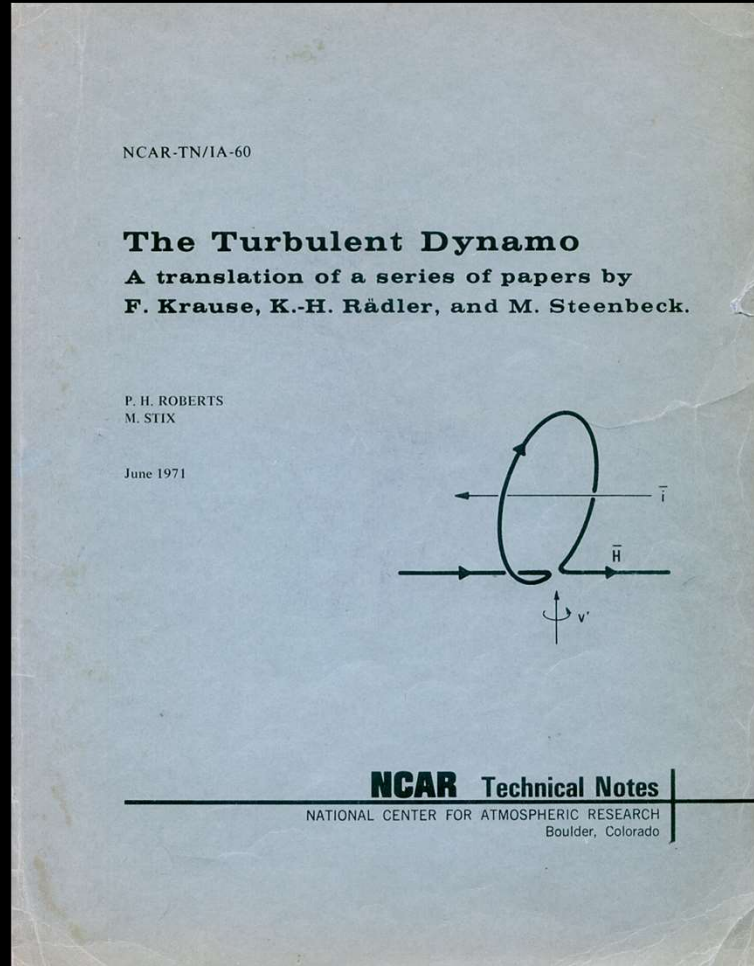 NCAR-TN/IA-60
The Turbulent Dynamo
A translation of a series of papers by
F. Krause, K.-H. Rädler, and M. Steenbeck.
P. H. ROBERTS
M. STIX
June 1971
i̅
H̅
v'
NCAR Technical Notes
NATIONAL CENTER FOR ATMOSPHERIC RESEARCH
Boulder, Colorado